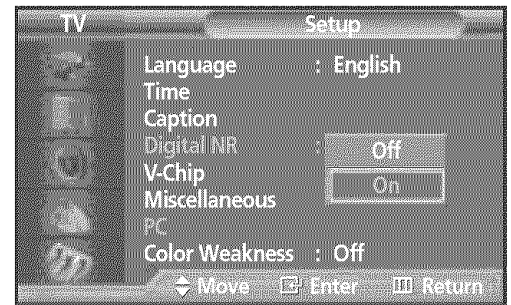 TV Setup
Language : English
Time
Caption
Digital NR : Off
On
V-Chip
Miscellaneous
PC
Color Weakness : Off
Move Enter Return